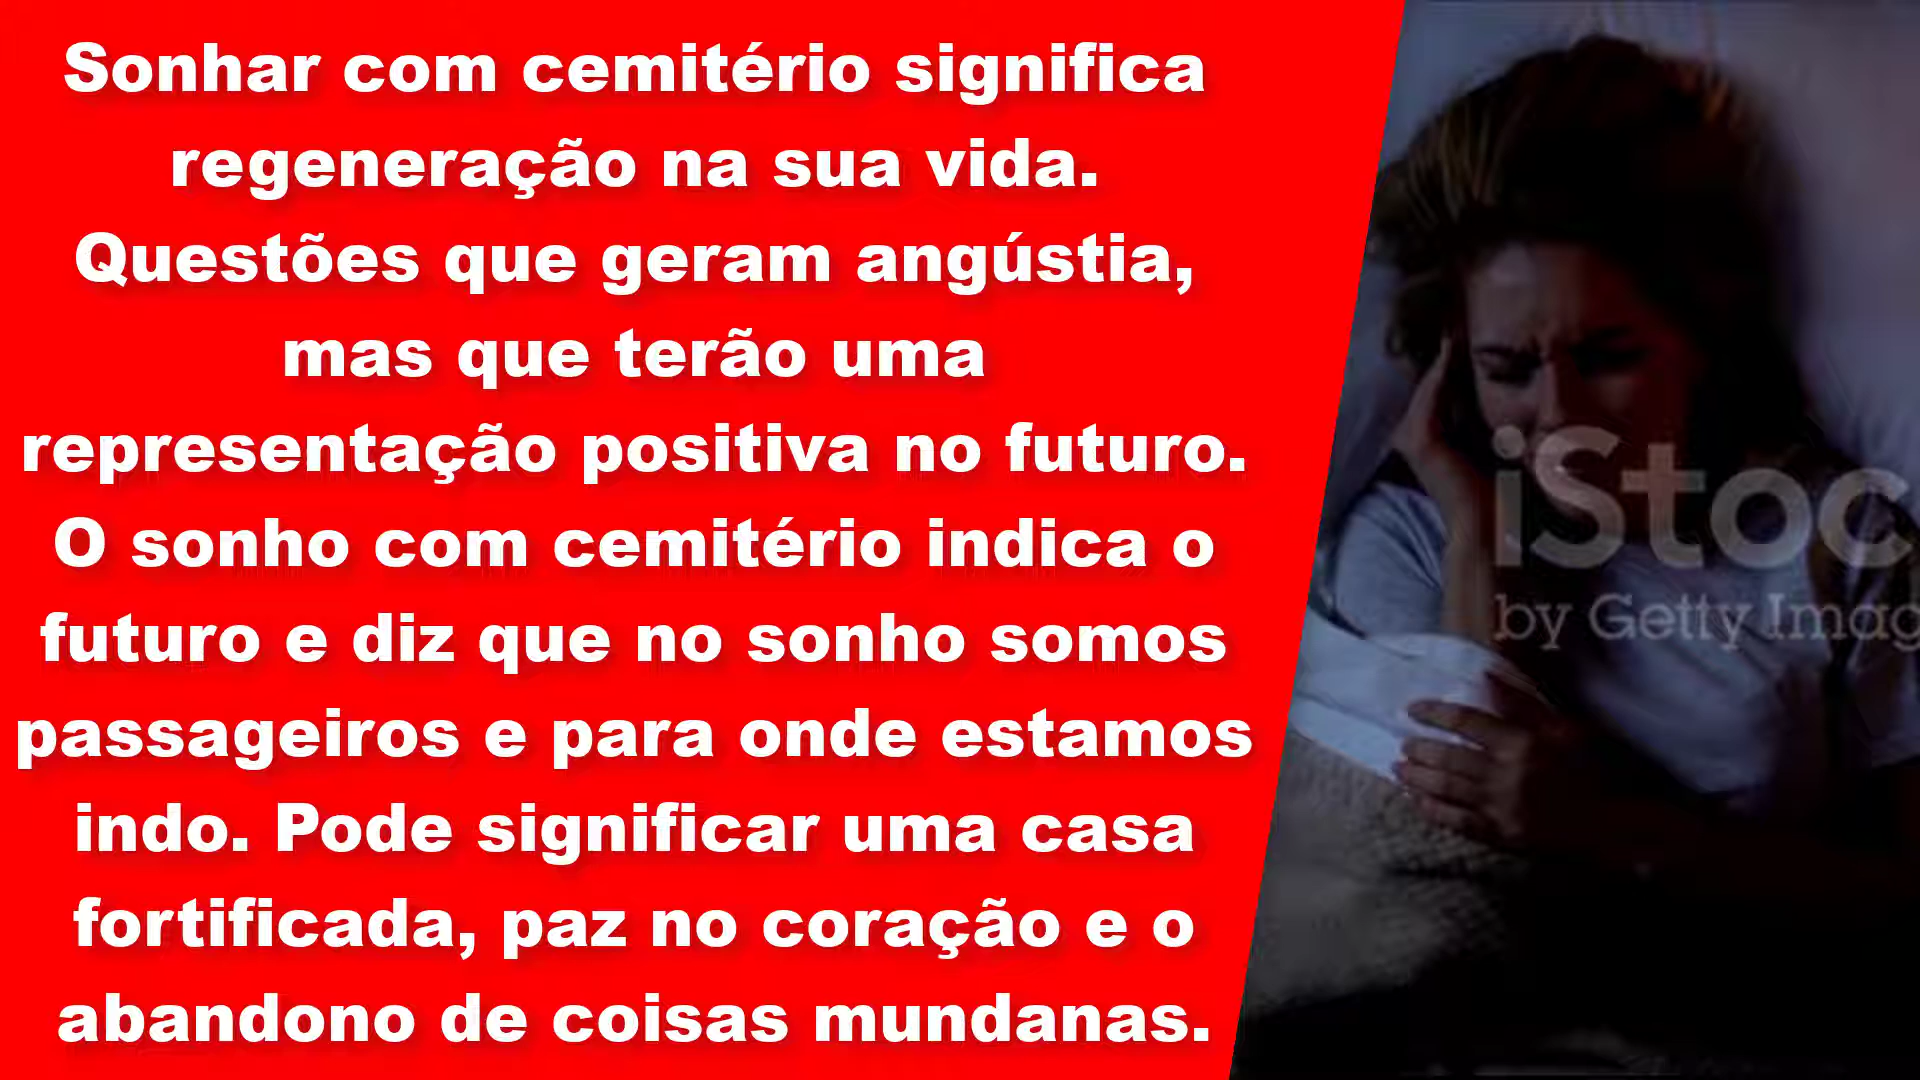 Sonhar com cemitério significa
regeneração na sua vida.
Questões que geram angústia,
mas que terão uma
representação positiva no futuro.
O sonho com cemitério indica o
futuro e diz que no sonho somos
passageiros e para onde estamos
indo. Pode significar uma casa
fortificada, paz no coração e o
abandono de coisas mundanas.
iStoc
by Getty Imag